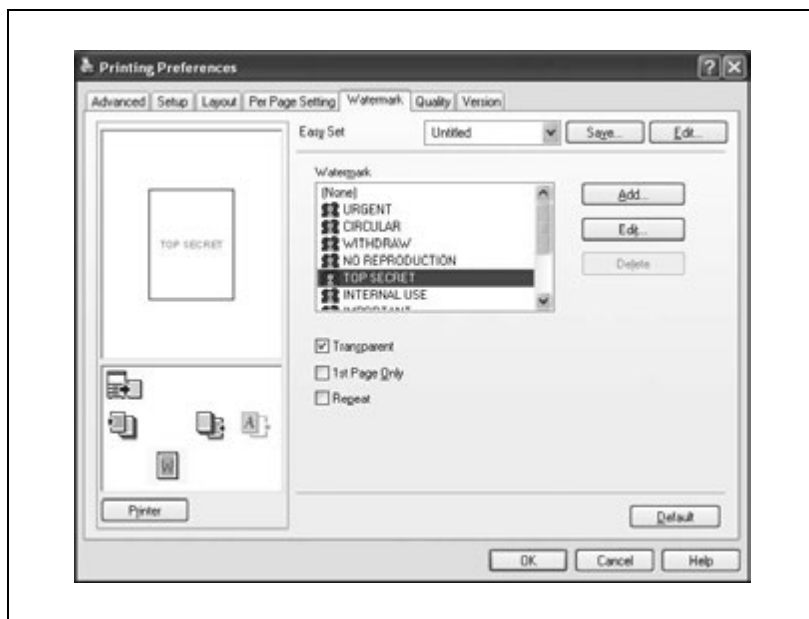 Printing Preferences
Advanced Setup Layout Per Page Setting Watermark Quality Version
Easy Set Untitled Save... Edit...
Watermark
(None)
URGENT
CIRCULAR
WITHDRAW
NO REPRODUCTION
TOP SECRET
INTERNAL USE
IMPORTANT
Add...
Edit...
Delete
TOP SECRET
Transparent
1st Page Only
Repeat
A
W
Printer
Default
OK Cancel Help